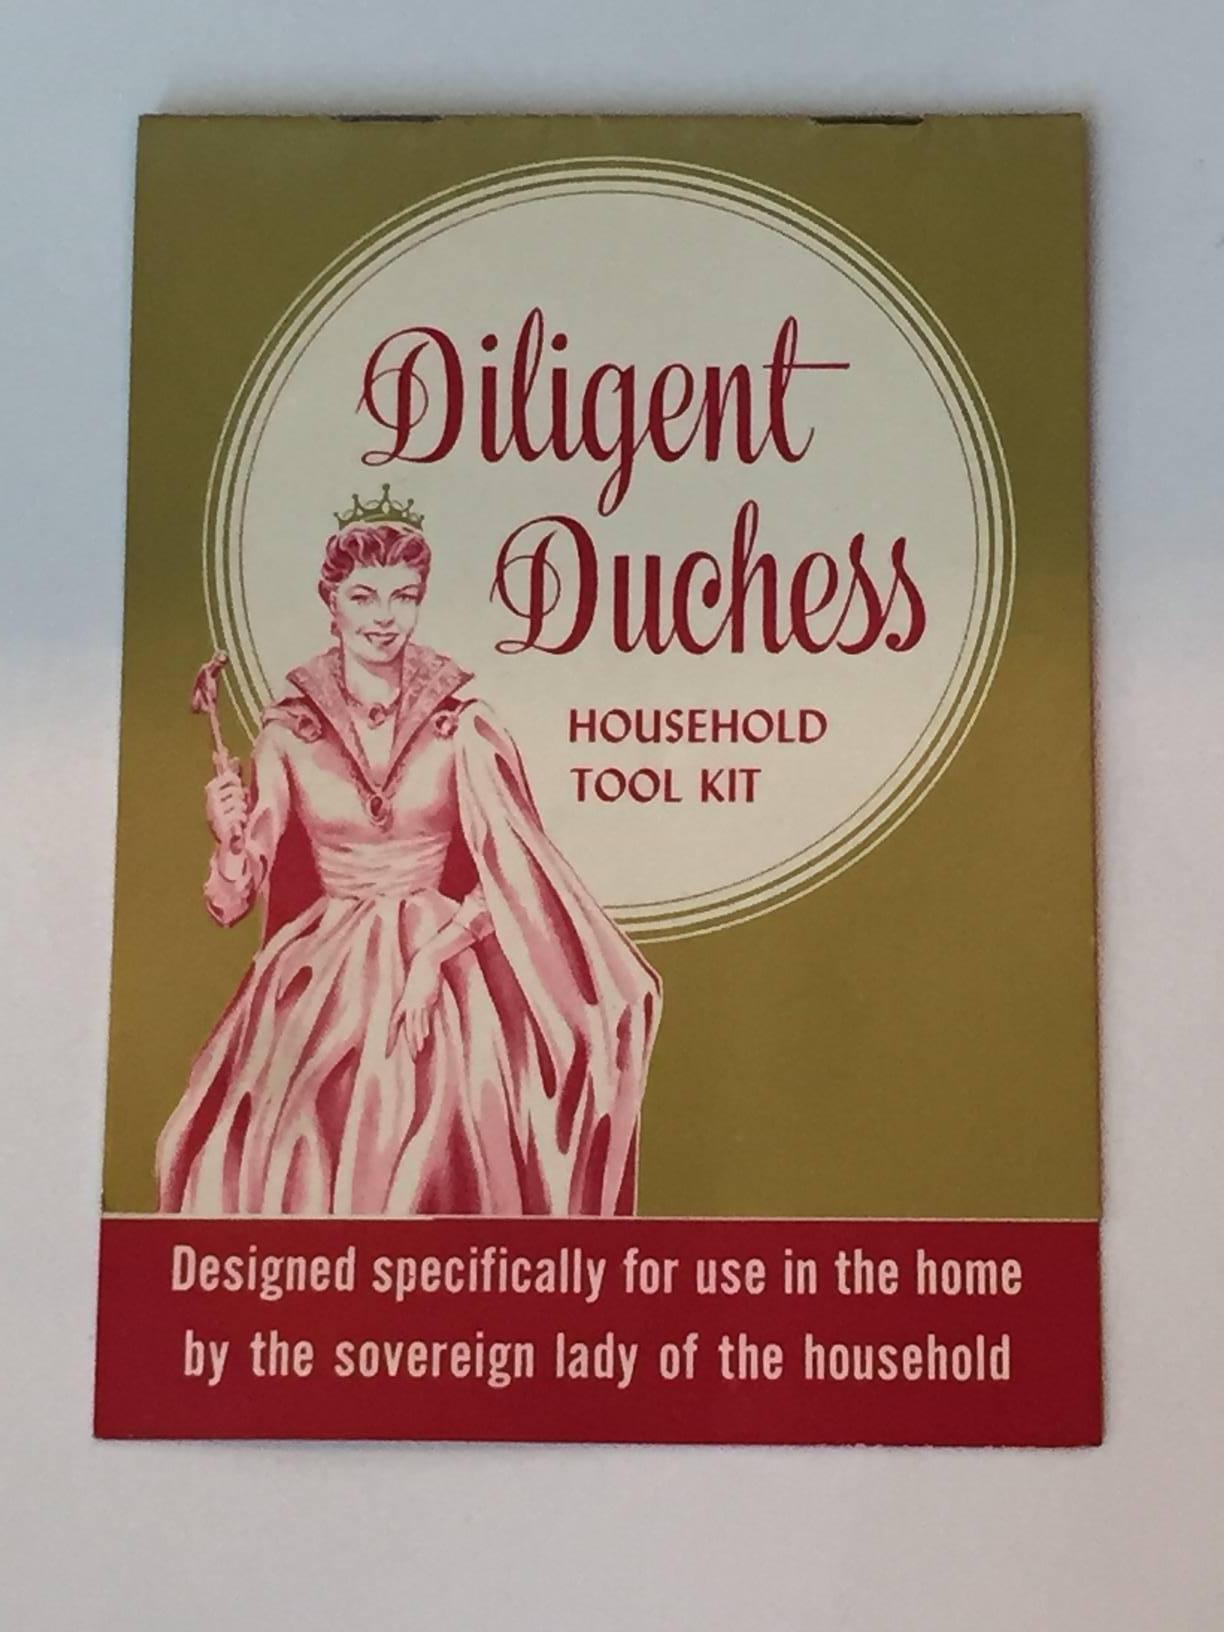 Diligent
Duchess
HOUSEHOLD
TOOL KIT
Designed specifically for use in the home
by the sovereign lady of the household